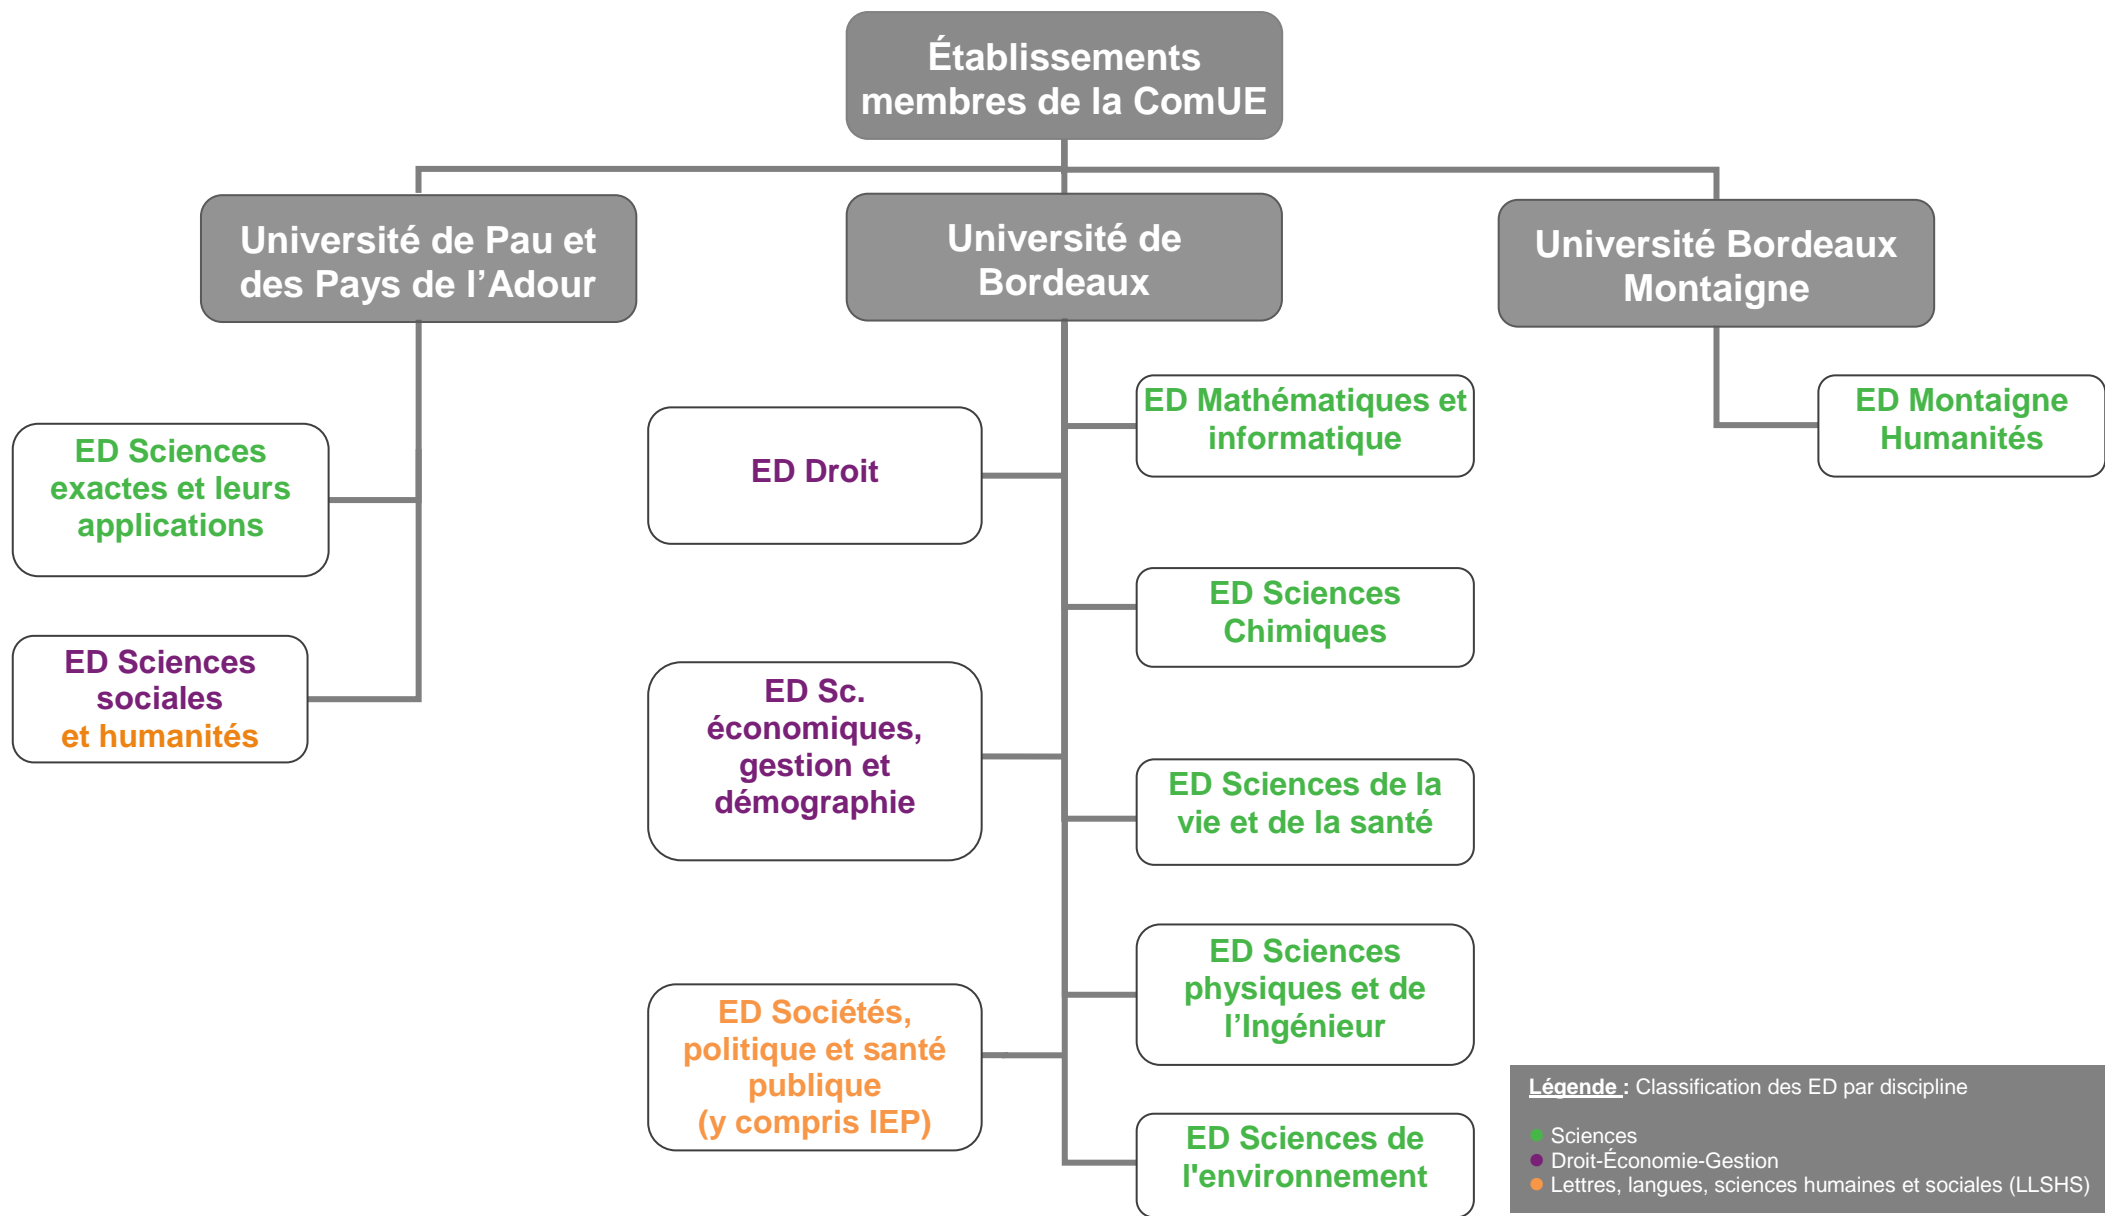 Établissements
membres de la ComUE
Université de Pau et
des Pays de l’Adour
Université de
Bordeaux
Université Bordeaux
Montaigne
ED Sciences
exactes et leurs
applications
ED Sciences
sociales
et humanités
ED Droit
ED Sc.
économiques,
gestion et
démographie
ED Sociétés,
politique et santé
publique
(y compris IEP)
ED Mathématiques et
informatique
ED Sciences
Chimiques
ED Sciences de la
vie et de la santé
ED Sciences
physiques et de
l’Ingénieur
ED Sciences de
l'environnement
ED Montaigne
Humanités
Légende : Classification des ED par discipline
Sciences
Droit-Économie-Gestion
Lettres, langues, sciences humaines et sociales (LLSHS)